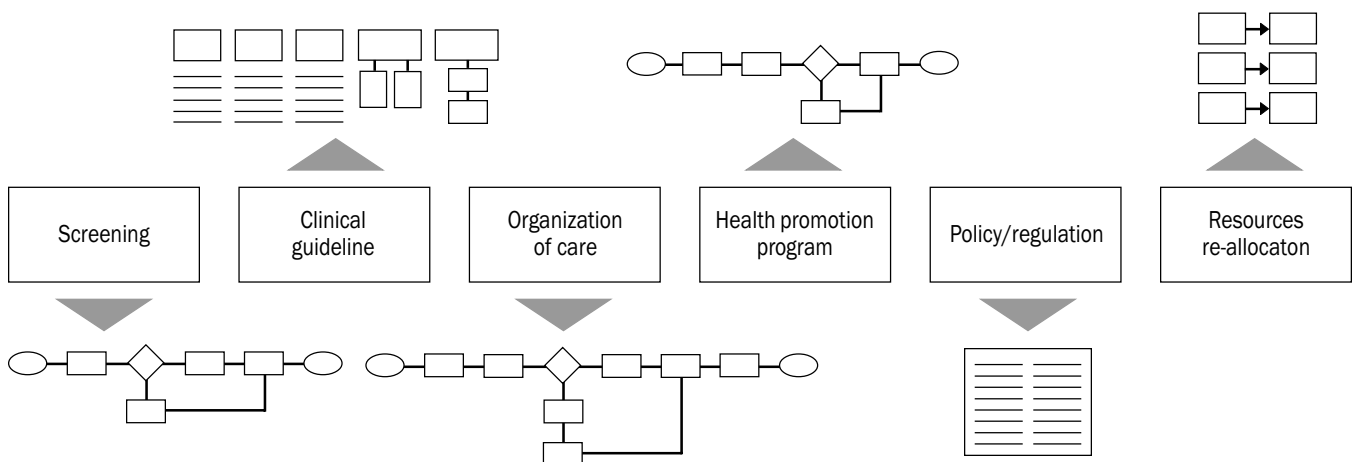 Screening
Clinical
guideline
Organization
of care
Health promotion
program
Policy/regulation
Resources
re-allocaton